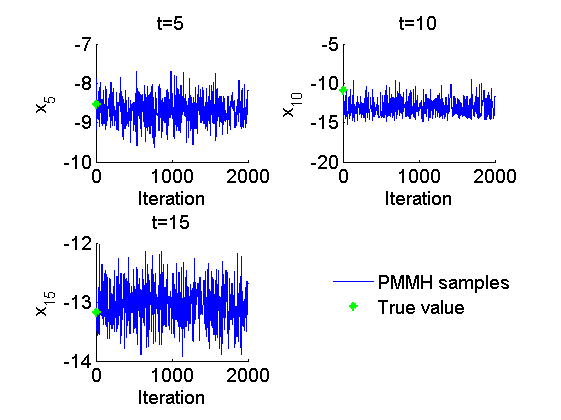 t=5
-7
-8
-9
-10
x5
0 1000 2000
Iteration
t=10
-5
-10
-15
-20
x10
0 1000 2000
Iteration
t=15
-12
-13
-14
x15
0 1000 2000
Iteration
PMMH samples
True value